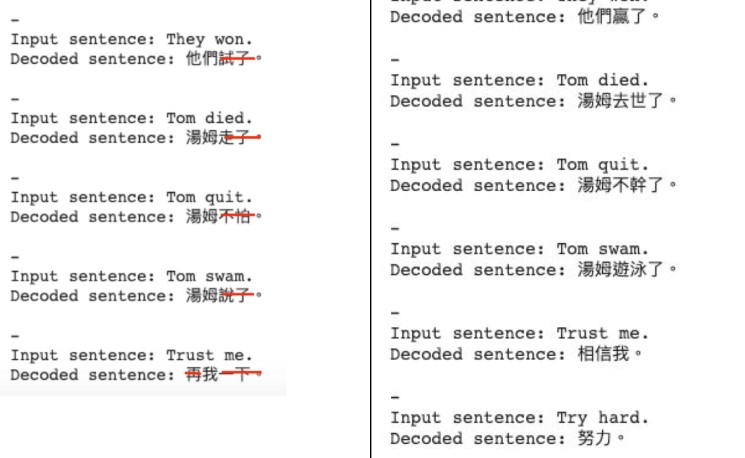 -
Input sentence: They won.
Decoded sentence: 他們試了。
-
Input sentence: Tom died.
Decoded sentence: 湯姆走了。
-
Input sentence: Tom quit.
Decoded sentence: 湯姆不怕。
-
Input sentence: Tom swam.
Decoded sentence: 湯姆說了。
-
Input sentence: Trust me.
Decoded sentence: 再我一下。
Input sentence: They won.
Decoded sentence: 他們贏了。
-
Input sentence: Tom died.
Decoded sentence: 湯姆去世了。
-
Input sentence: Tom quit.
Decoded sentence: 湯姆不幹了。
-
Input sentence: Tom swam.
Decoded sentence: 湯姆遊泳了。
-
Input sentence: Trust me.
Decoded sentence: 相信我。
-
Input sentence: Try hard.
Decoded sentence: 努力。